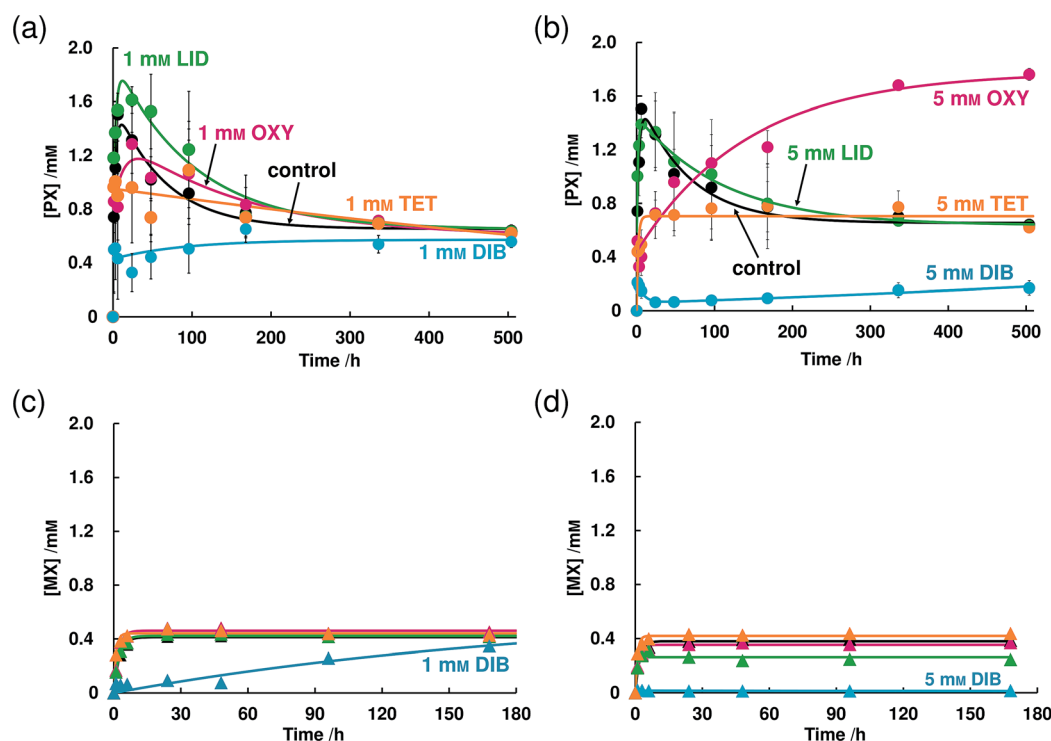 (a)
2.0
1.6
1.2
0.8
0.4
0
[PX] /mM
1 mM LID
1 mM OXY
control
1 mM TET
1 mM DIB
0
100
200
300
400
500
Time /h
(b)
2.0
1.6
1.2
0.8
0.4
0
[PX] /mM
5 mM OXY
5 mM LID
5 mM TET
control
5 mM DIB
0
100
200
300
400
500
Time /h
(c)
2.0
1.6
1.2
0.8
0.4
0
[MX] /mM
1 mM DIB
0
30
60
90
120
150
180
Time /h
(d)
2.0
1.6
1.2
0.8
0.4
0
[MX] /mM
5 mM DIB
0
30
60
90
120
150
180
Time /h